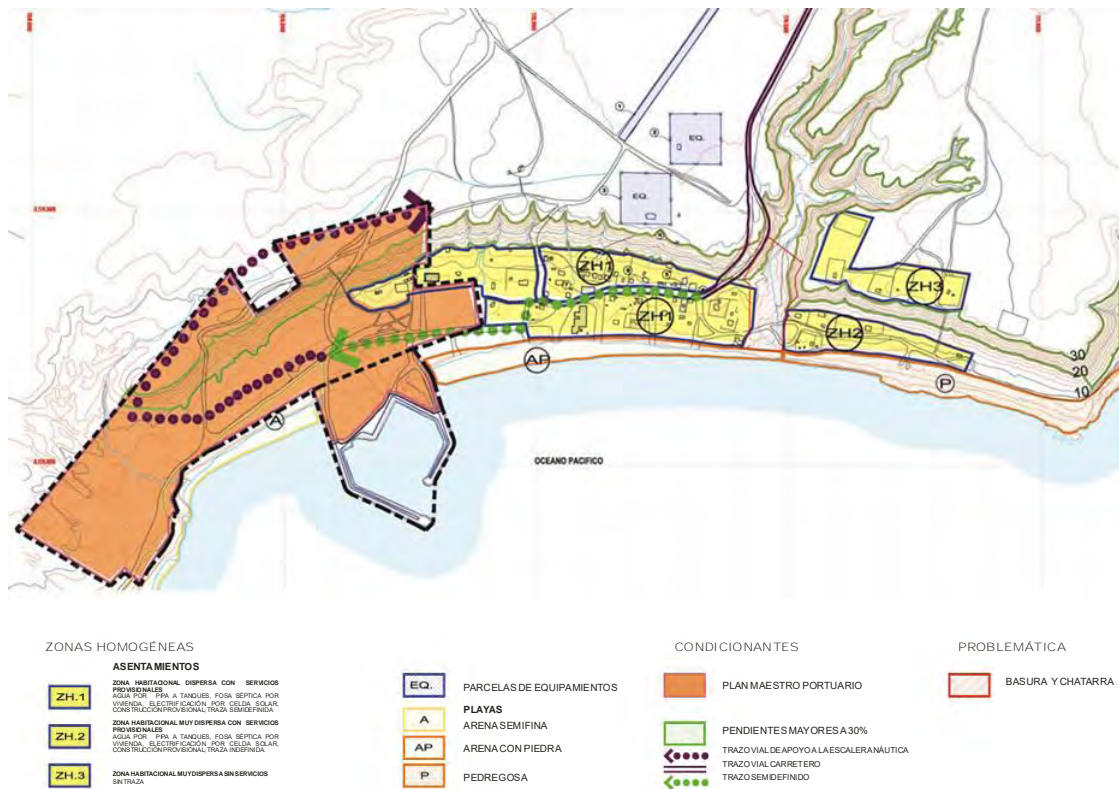 EQ.
EQ.
ZH1
ZH1
ZH3
ZH2
AP
P
A
30
20
10
OCEANO PACIFICO
ZONAS HOMOGÉNEAS
ASENTAMIENTOS
ZH.1
ZONA HABITACIONAL DISPERSA CON SERVICIOS
PROVISIONALES
AGUA POR PIPA A TANQUES, FOSA SÉPTICA POR
VIVIENDA, ELECTRIFICACIÓN POR CELDA SOLAR,
CONSTRUCCIÓN PROVISIONAL, TRAZA SEMIDEFINIDA
ZH.2
ZONA HABITACIONAL MUY DISPERSA CON SERVICIOS
PROVISIONALES
AGUA POR PIPA A TANQUES, FOSA SÉPTICA POR
VIVIENDA, ELECTRIFICACIÓN POR CELDA SOLAR,
CONSTRUCCIÓN PROVISIONAL, TRAZA INDEFINIDA
ZH.3
ZONA HABITACIONAL MUY DISPERSA SIN SERVICIOS
SIN TRAZA
EQ.
PARCELAS DE EQUIPAMIENTOS
PLAYAS
A
ARENA SEMIFINA
AP
ARENA CON PIEDRA
P
PEDREGOSA
CONDICIONANTES
PLAN MAESTRO PORTUARIO
PENDIENTES MAYORES A 30%
TRAZO VIAL DE APOYO A LA ESCALERA NÁUTICA
TRAZO VIAL CARRETERO
TRAZO SEMIDEFINIDO
PROBLEMÁTICA
BASURA Y CHATARRA